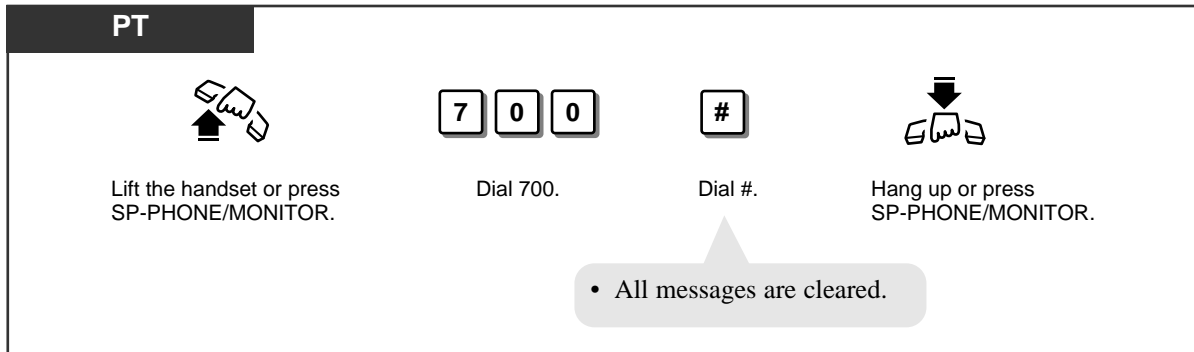 PT
7 0 0 #
Lift the handset or press
SP-PHONE/MONITOR.
Dial 700.
Dial #.
Hang up or press
SP-PHONE/MONITOR.
• All messages are cleared.